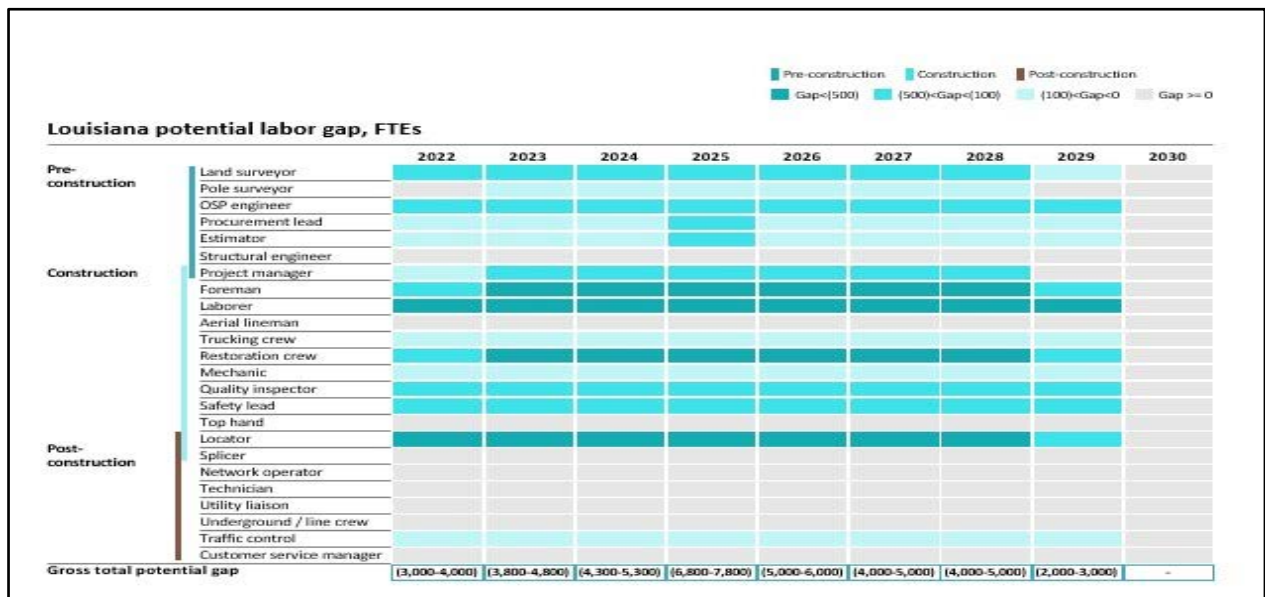 Pre-construction Construction Post-construction
Gap<(500) (500)<Gap<(100) (100)<Gap<0 Gap >= 0
Louisiana potential labor gap, FTEs
2022 2023 2024 2025 2026 2027 2028 2029 2030
Pre-
construction
Land surveyor
Pole surveyor
OSP engineer
Procurement lead
Estimator
Structural engineer
Construction
Project manager
Foreman
Laborer
Aerial lineman
Trucking crew
Restoration crew
Mechanic
Quality inspector
Safety lead
Top hand
Post-
construction
Locator
Splicer
Network operator
Technician
Utility liaison
Underground / line crew
Traffic control
Customer service manager
Gross total potential gap (3,000-4,000) (3,800-4,800) (4,300-5,300) (6,800-7,800) (5,000-6,000) (4,000-5,000) (4,000-5,000) (2,000-3,000) -